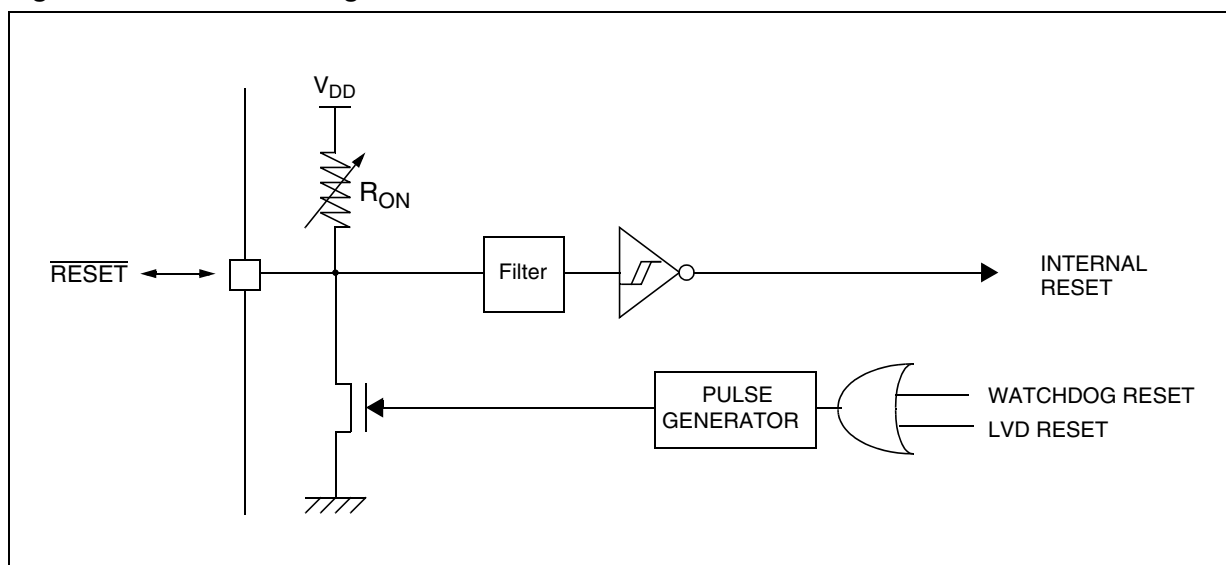 V_DD
R_ON
RESET
Filter
INTERNAL
RESET
PULSE
GENERATOR
WATCHDOG RESET
LVD RESET